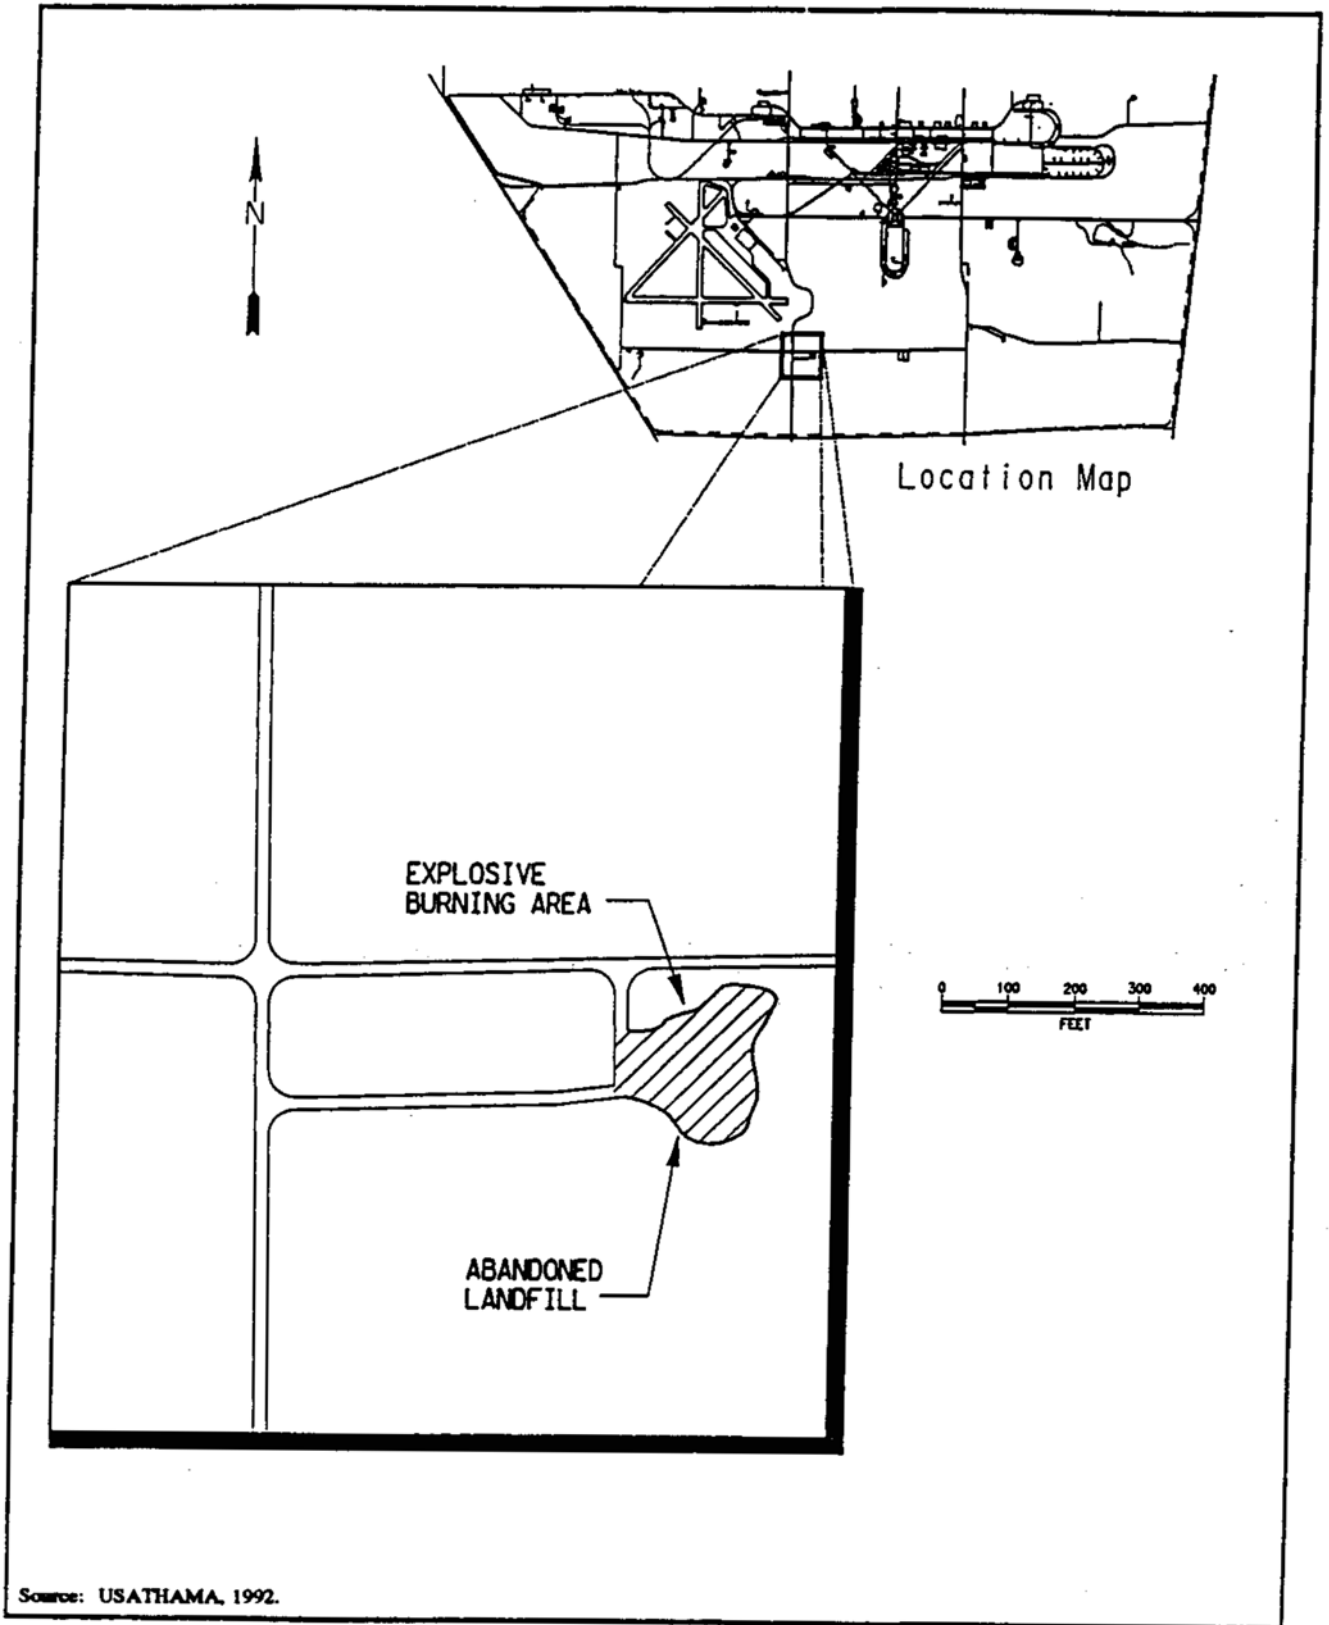 N
Location Map
EXPLOSIVE
BURNING AREA
0 100 200 300 400
FEET
ABANDONED
LANDFILL
Source: USATHAMA, 1992.